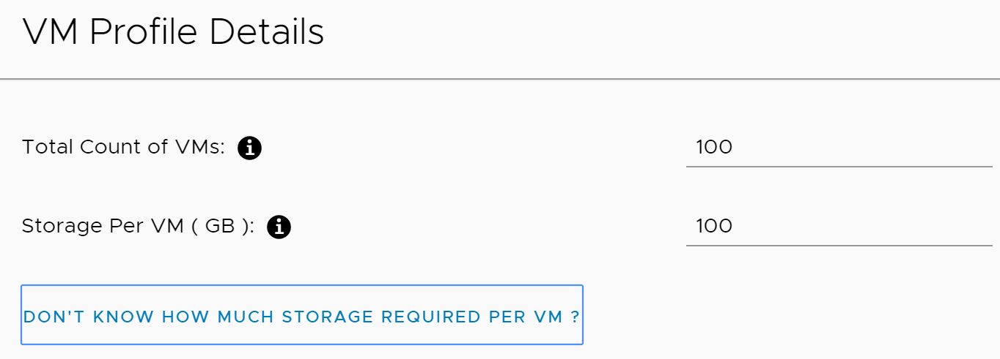 VM Profile Details
Total Count of VMs: 100
Storage Per VM ( GB ): 100
DON'T KNOW HOW MUCH STORAGE REQUIRED PER VM ?